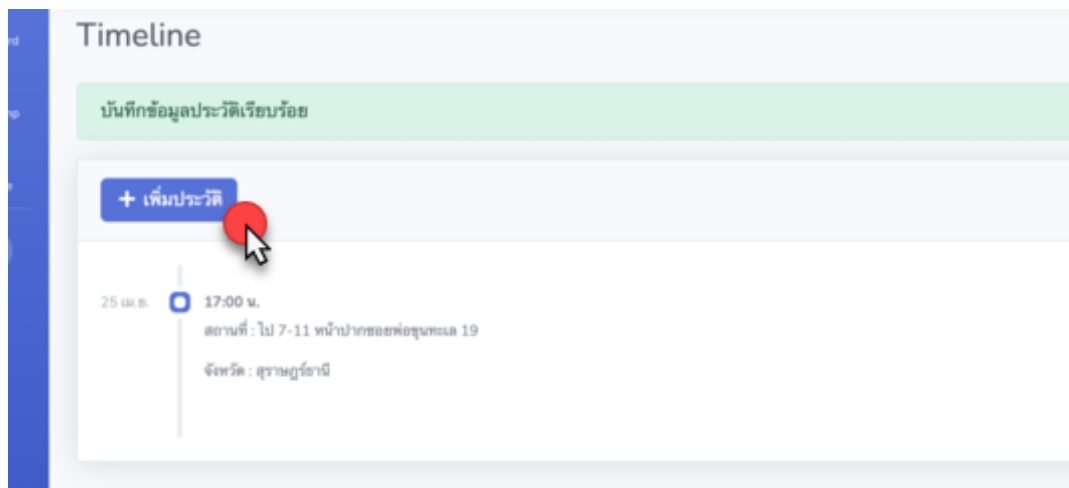 Timeline
บันทึกข้อมูลประวัติเรียบร้อย
+ เพิ่มประวัติ
25 เม.ย.
17:00 น.
สถานที่ : ไป 7-11 หน้าปากซอยพ่อขุนทะเล 19
จังหวัด : สุราษฎร์ธานี